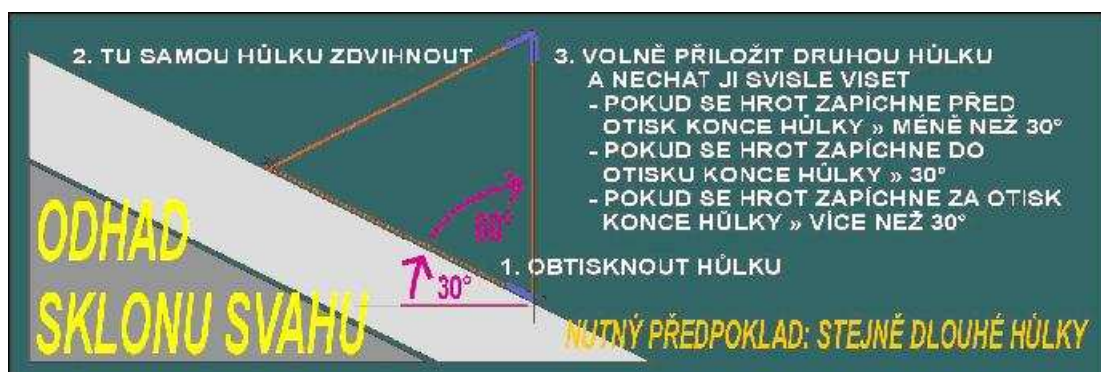 2. TU SAMOU HŮLKU ZDVIHNOUT
3. VOLNĚ PŘILOŽIT DRUHOU HŮLKU
A NECHAT JI SVISLE VISET
- POKUD SE HROT ZAPICHNE PŘED
OTISK KONCE HŮLKY » MÉNĚ NEŽ 30°
- POKUD SE HROT ZAPÍCHNE DO
OTISKU KONCE HŮLKY » 30°
- POKUD SE HROT ZAPÍCHNE ZA OTISK
KONCE HŮLKY » VÍCE NEŽ 30°
60°
1. OBTISKNOUT HŮLKU
30°
ODHAD
SKLONU SVAHU
NUTNÝ PŘEDPOKLAD: STEJNĚ DLOUHÉ HŮLKY